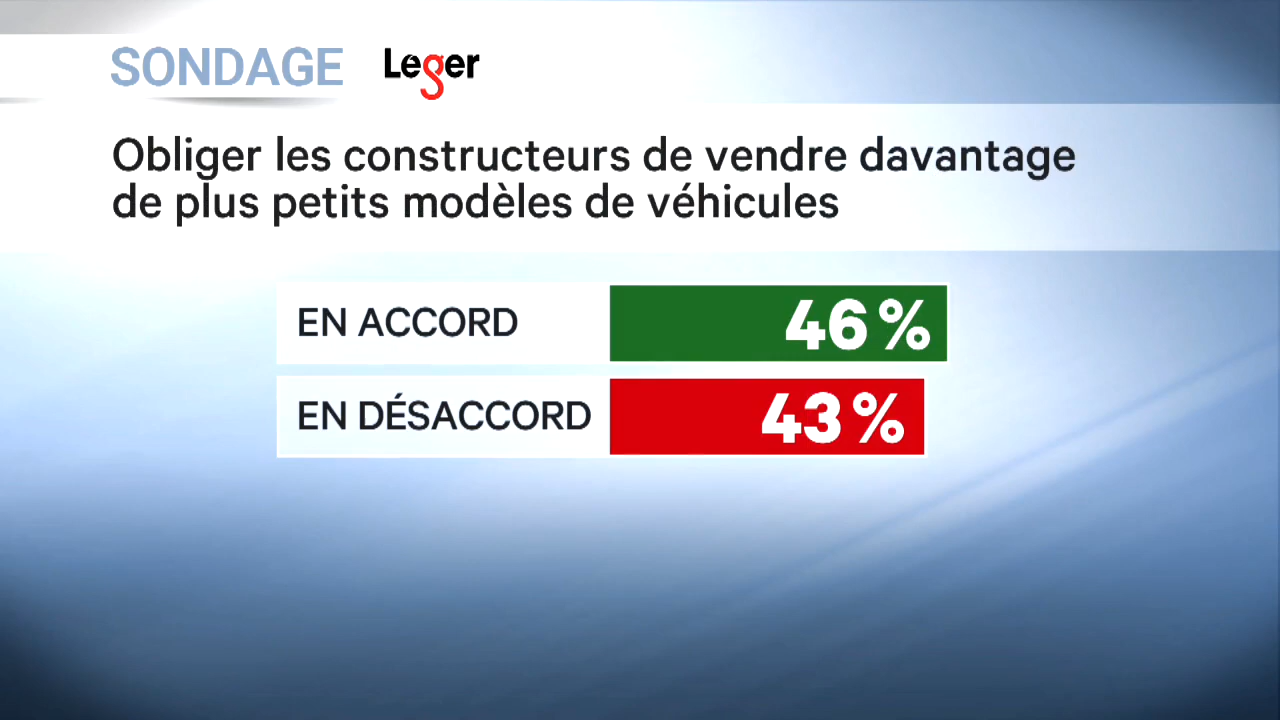 SONDAGE Leger
Obliger les constructeurs de vendre davantage
de plus petits modèles de véhicules
EN ACCORD 46 %
EN DÉSACCORD 43 %